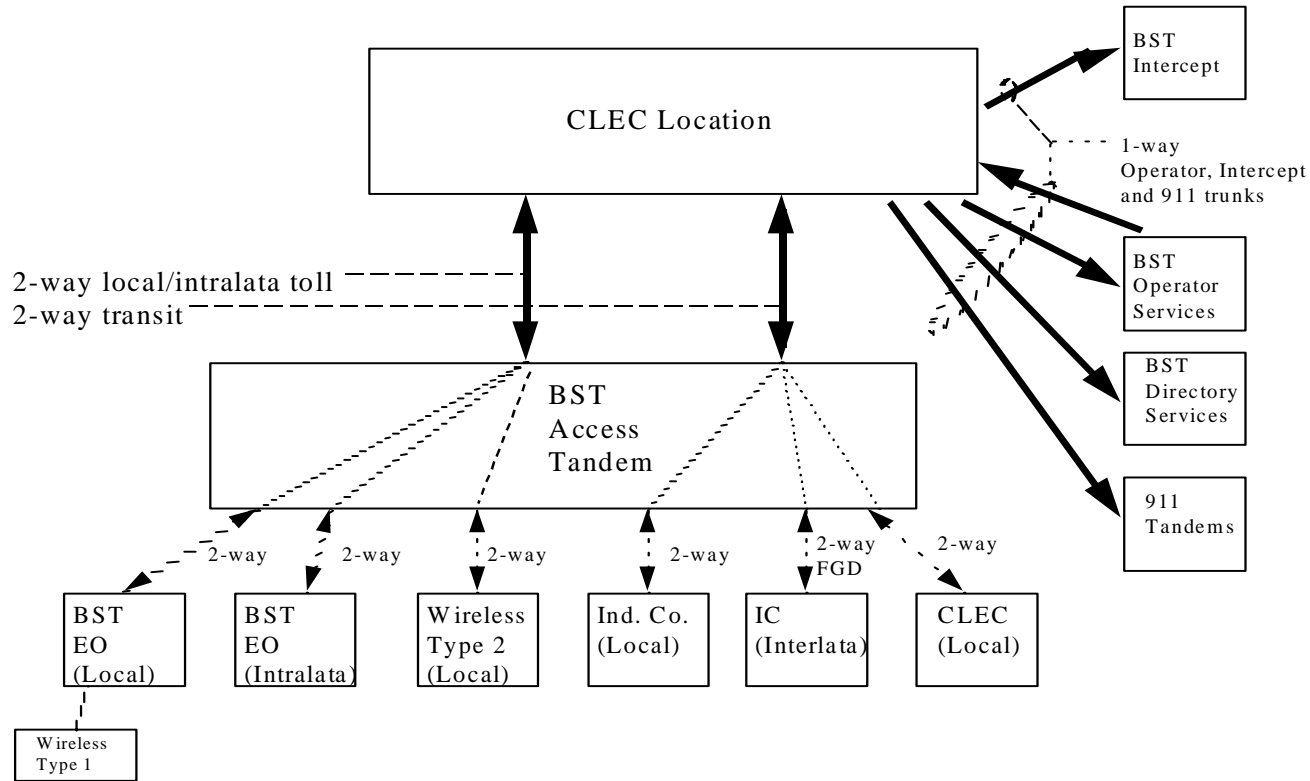 BST
Intercept
CLEC Location
1-way
Operator, Intercept
and 911 trunks
2-way local/intralata toll
2-way transit
BST
Operator
Services
BST
Access
Tandem
BST
Directory
Services
911
Tandems
2-way
2-way
2-way
2-way
2-way
FGD
2-way
BST
EO
(Local)
BST
EO
(Intralata)
Wireless
Type 2
(Local)
Ind. Co.
(Local)
IC
(Interlata)
CLEC
(Local)
Wireless
Type 1